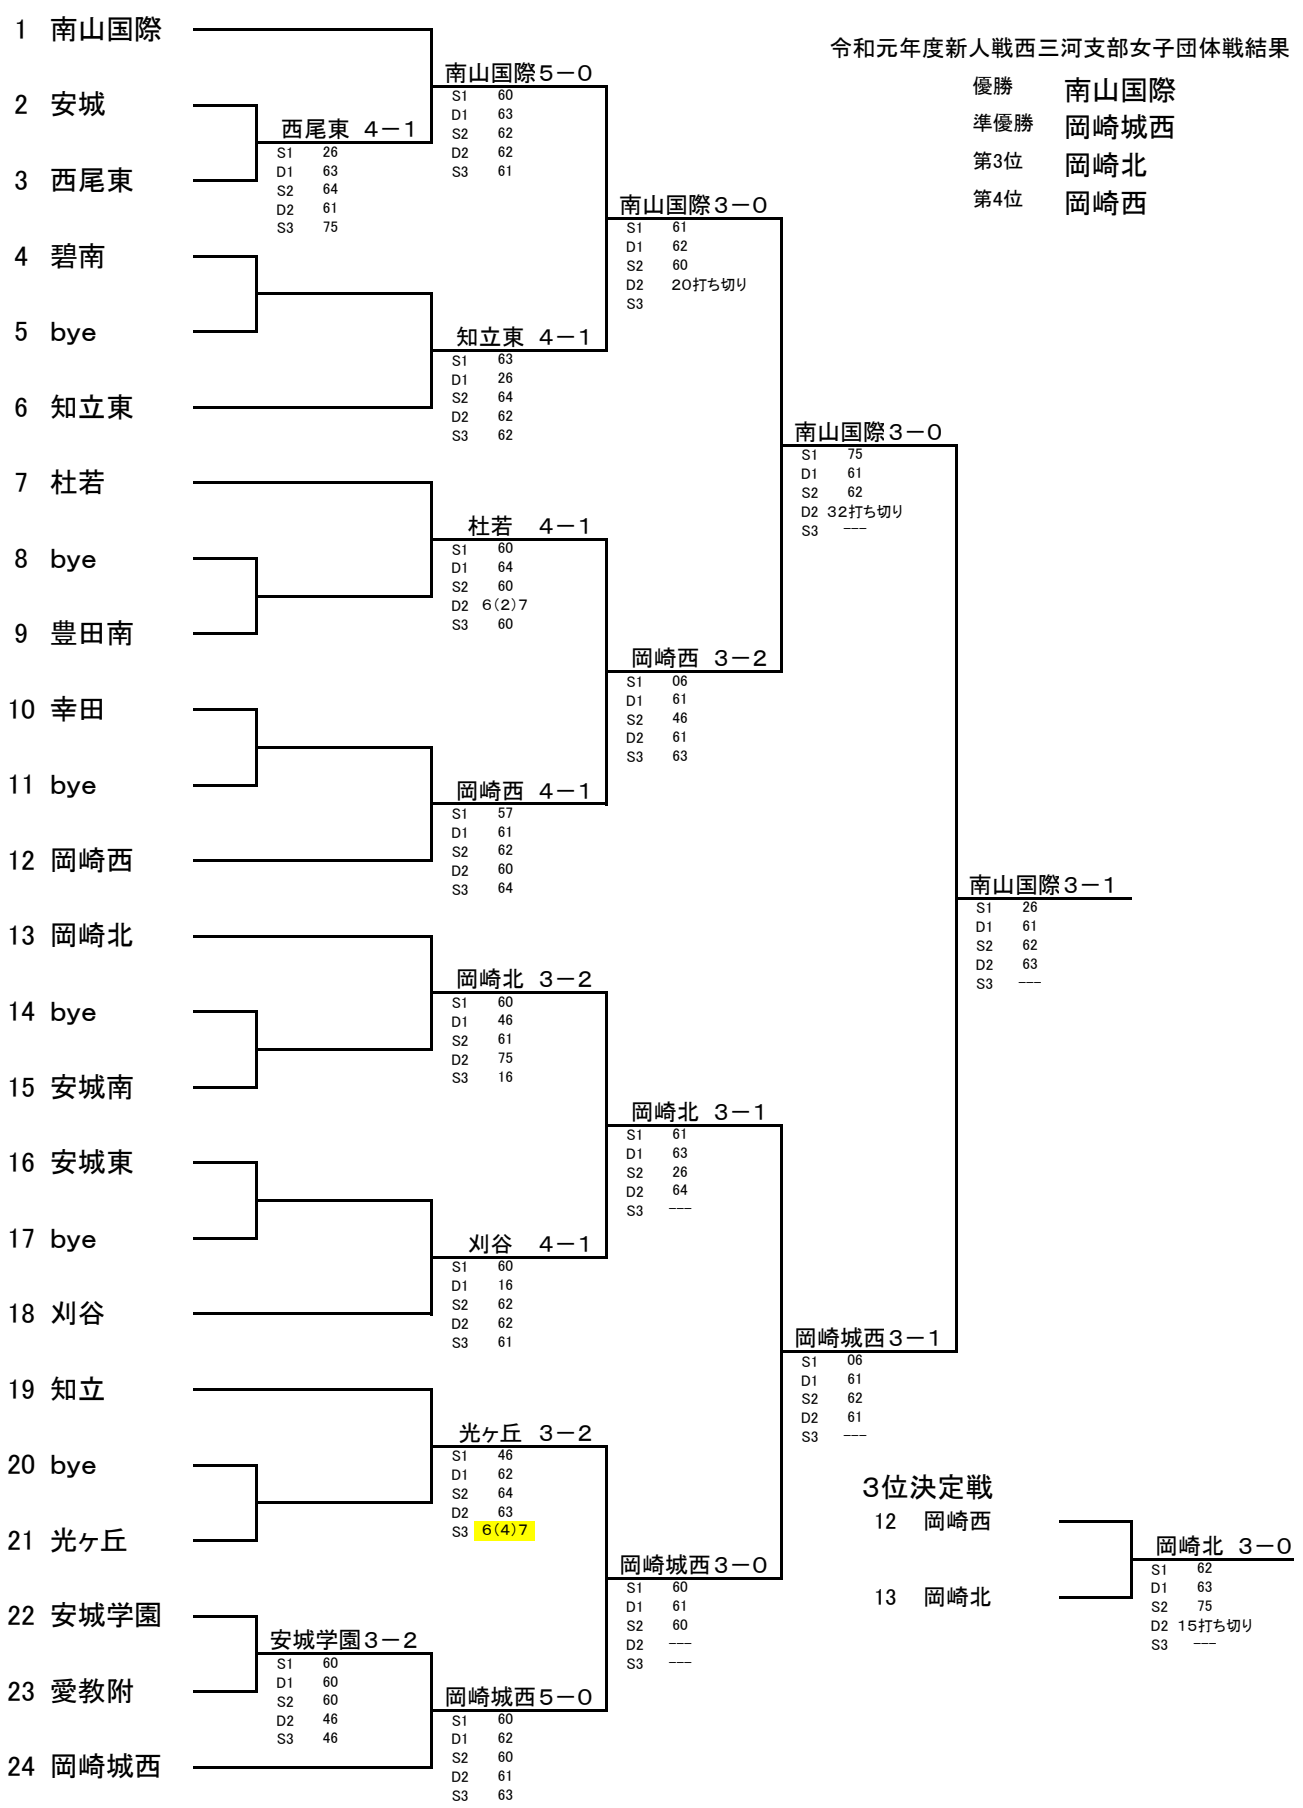 令和元年度新人戦西三河支部女子団体戦結果
優勝 南山国際
準優勝 岡崎城西
第3位 岡崎北
第4位 岡崎西
1 南山国際
2 安城
3 西尾東
4 碧南
5 bye
6 知立東
7 杜若
8 bye
9 豊田南
10 幸田
11 bye
12 岡崎西
13 岡崎北
14 bye
15 安城南
16 安城東
17 bye
18 刈谷
19 知立
20 bye
21 光ヶ丘
22 安城学園
23 愛教附
24 岡崎城西
西尾東 4－1
S1 26
D1 63
S2 64
D2 61
S3 75
安城学園3－2
S1 60
D1 60
S2 60
D2 46
S3 46
南山国際5－0
S1 60
D1 63
S2 62
D2 62
S3 61
知立東 4－1
S1 63
D1 26
S2 64
D2 62
S3 62
杜若 4－1
S1 60
D1 64
S2 60
D2 6(2)7
S3 60
岡崎西 4－1
S1 57
D1 61
S2 62
D2 60
S3 64
岡崎北 3－2
S1 60
D1 46
S2 61
D2 75
S3 16
刈谷 4－1
S1 60
D1 16
S2 62
D2 62
S3 61
光ヶ丘 3－2
S1 46
D1 62
S2 64
D2 63
S3 6(4)7
岡崎城西5－0
S1 60
D1 62
S2 60
D2 61
S3 63
南山国際3－0
S1 61
D1 62
S2 60
D2 20打ち切り
S3
岡崎西 3－2
S1 06
D1 61
S2 46
D2 61
S3 63
岡崎北 3－1
S1 61
D1 63
S2 26
D2 64
S3 ---
岡崎城西3－0
S1 60
D1 61
S2 60
D2 ---
S3 ---
南山国際3－0
S1 75
D1 61
S2 62
D2 32打ち切り
S3 ---
岡崎城西3－1
S1 06
D1 61
S2 62
D2 61
S3 ---
南山国際3－1
S1 26
D1 61
S2 62
D2 63
S3 ---
3位決定戦
12 岡崎西
13 岡崎北
岡崎北 3－0
S1 62
D1 63
S2 75
D2 15打ち切り
S3 ---